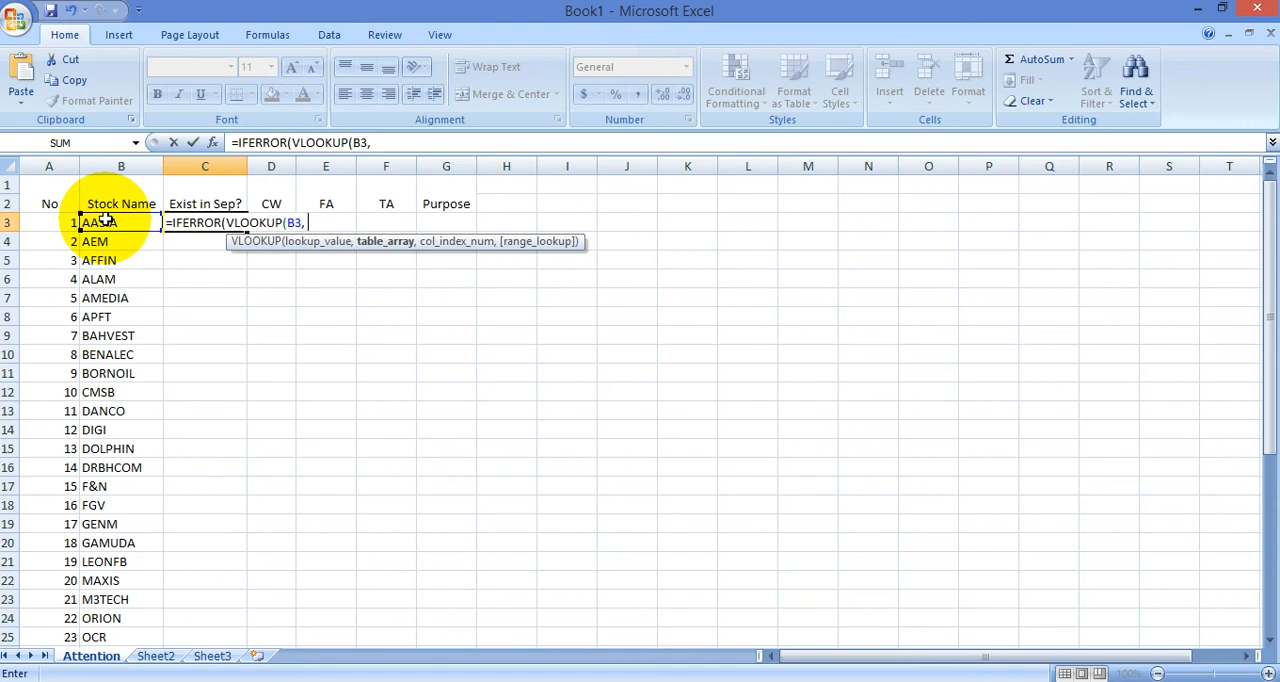 Book1 - Microsoft Excel
Home Insert Page Layout Formulas Data Review View
Paste Cut Copy Format Painter
Clipboard
11
B I U A A
Font
Wrap Text
Merge & Center
Alignment
General
$ % ,
Number
Conditional Formatting Format as Table Cell Styles
Styles
Insert Delete Format
Cells
Σ AutoSum
Fill
Clear
Sort & Filter Find & Select
Editing
SUM fx =IFERROR(VLOOKUP(B3,
A B C D E F G H I J K L M N O P Q R S T
1
2 No Stock Name Exist in Sep? CW FA TA Purpose
3 1 =IFERROR(VLOOKUP(B3,
VLOOKUP(lookup_value, table_array, col_index_num, [range_lookup])
4 2 AEM
5 3 AFFIN
6 4 ALAM
7 5 AMEDIA
8 6 APFT
9 7 BAHVEST
10 8 BENALEC
11 9 BORNOIL
12 10 CMSB
13 11 DANCO
14 12 DIGI
15 13 DOLPHIN
16 14 DRBHCOM
17 15 F&N
18 16 FGV
19 17 GENM
20 18 GAMUDA
21 19 LEONFB
22 20 MAXIS
23 21 M3TECH
24 22 ORION
25 23 OCR
Attention Sheet2 Sheet3
Enter 100%